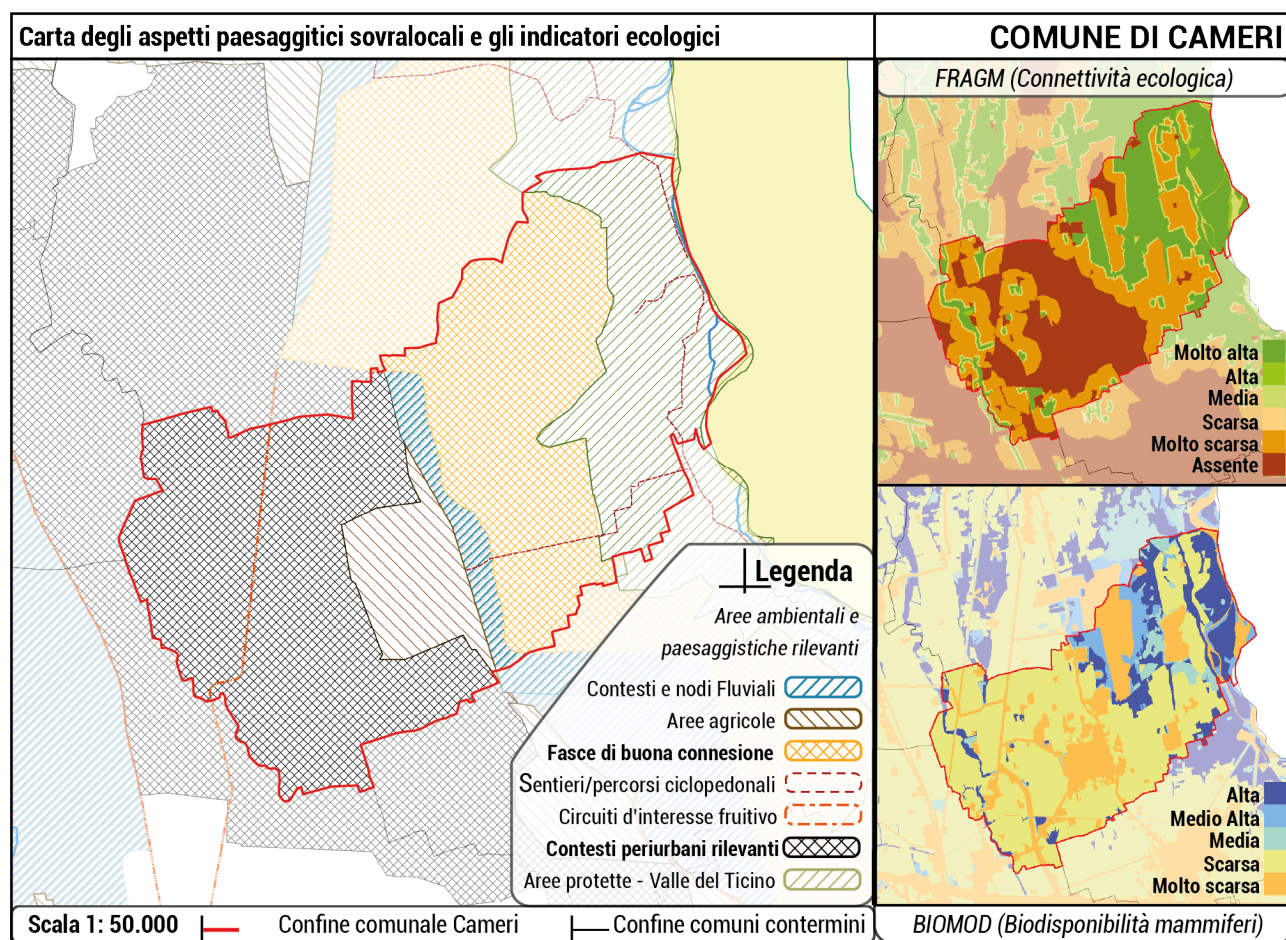 Carta degli aspetti paesaggitici sovralocali e gli indicatori ecologici
COMUNE DI CAMERI
FRAGM (Connettività ecologica)
Molto alta
Alta
Media
Scarsa
Molto scarsa
Assente
Legenda
Aree ambientali e
paesaggistiche rilevanti
Contesti e nodi Fluviali
Aree agricole
Fasce di buona connesione
Sentieri/percorsi ciclopedonali
Circuiti d'interesse fruitivo
Contesti periurbani rilevanti
Aree protette - Valle del Ticino
Alta
Medio Alta
Media
Scarsa
Molto scarsa
Scala 1: 50.000
Confine comunale Cameri
Confine comuni contermini
BIOMOD (Biodisponibilità mammiferi)